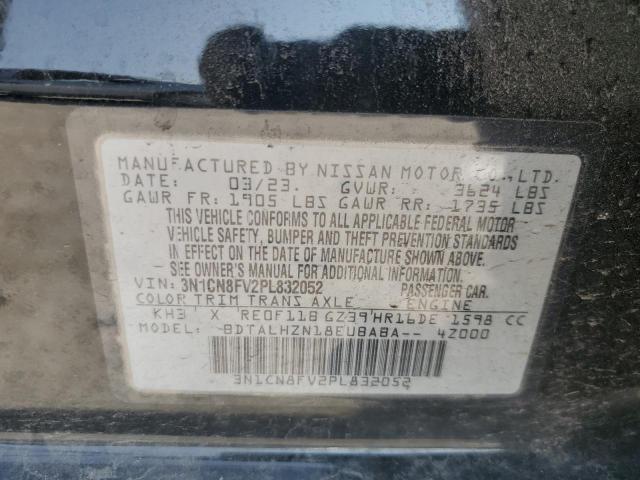 MANUFACTURED BY NISSAN MOTOR CO.,LTD.
DATE: 03/23. GVWR: 3624 LBS
GAWR FR: 1905 LBS GAWR RR: 1735 LBS
THIS VEHICLE CONFORMS TO ALL APPLICABLE FEDERAL MOTOR
VEHICLE SAFETY, BUMPER AND THEFT PREVENTION STANDARDS
IN EFFECT ON THE DATE OF MANUFACTURE SHOWN ABOVE.
SEE OWNER'S MANUAL FOR ADDITIONAL INFORMATION.
VIN: 3N1CN8FV2PL832052 PASSENGER CAR.
COLOR TRIM TRANS AXLE ENGINE
KH3 X RE0F11B GZ39 HR16DE 1598 CC
BDTALHZN18EUBABA-- 4Z000
3N1CN8FV2PL832052